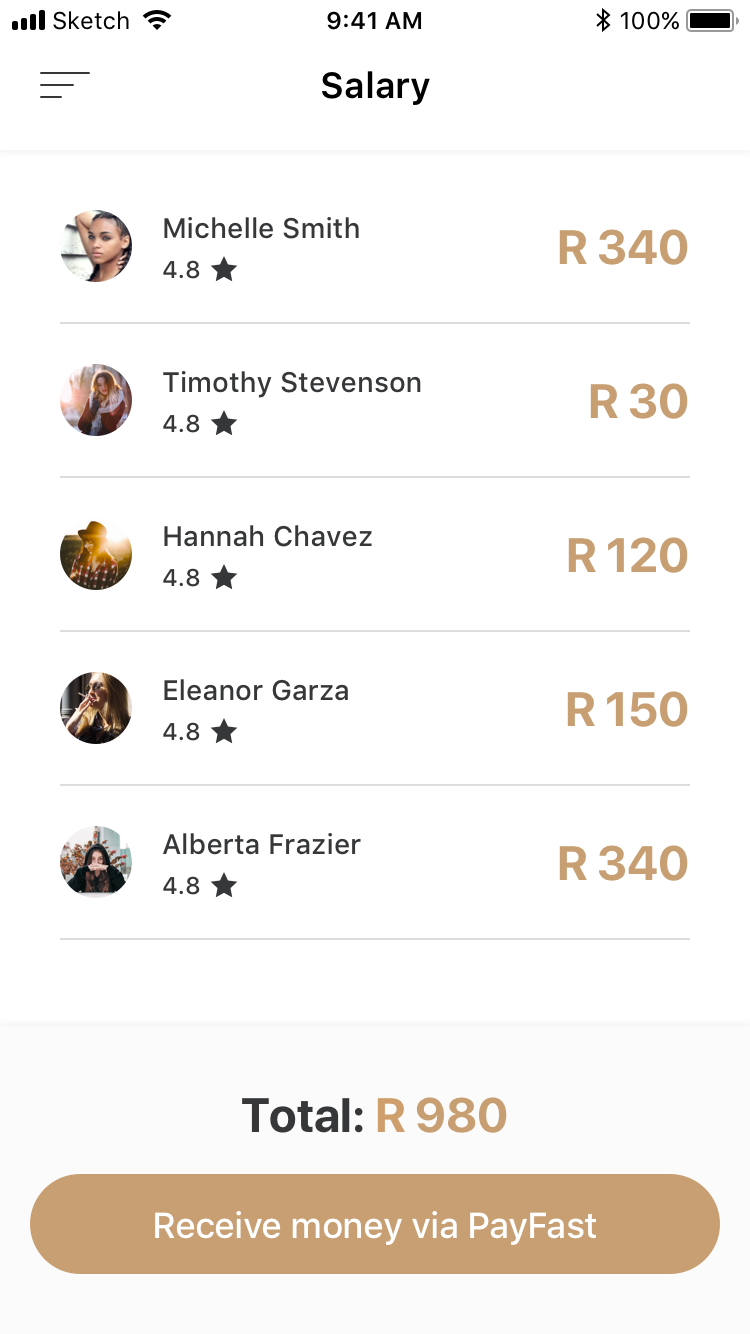 Sketch 9:41 AM 100%
Salary
Michelle Smith
4.8
R 340
Timothy Stevenson
4.8
R 30
Hannah Chavez
4.8
R 120
Eleanor Garza
4.8
R 150
Alberta Frazier
4.8
R 340
Total: R 980
Receive money via PayFast